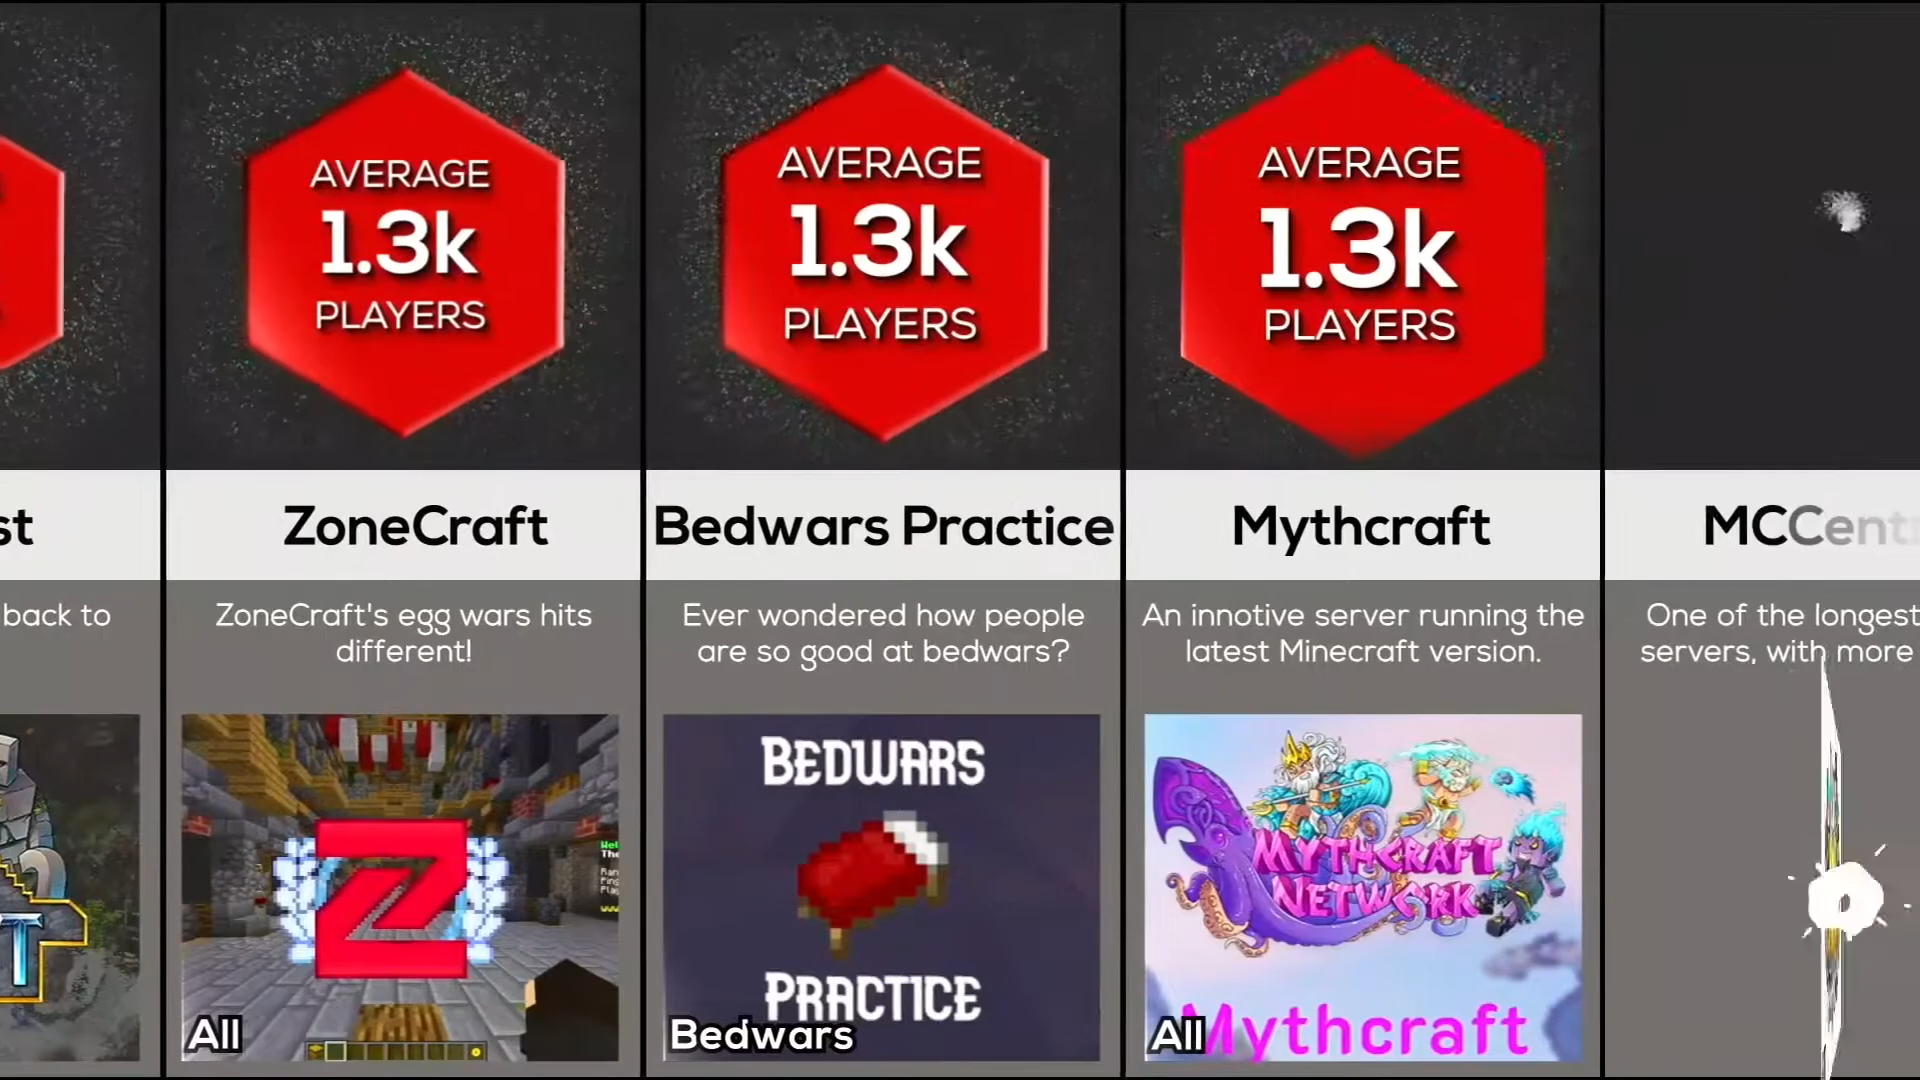 AVERAGE
1.3k
PLAYERS
AVERAGE
1.3k
PLAYERS
AVERAGE
1.3k
PLAYERS
st
ZoneCraft
Bedwars Practice
Mythcraft
MCCent
back to
ZoneCraft's egg wars hits
different!
Ever wondered how people
are so good at bedwars?
An innotive server running the
latest Minecraft version.
One of the longest
servers, with more
T
Z
All
BEDWARS
PRACTICE
Bedwars
MYTHCRAFT
NETWORK
Mythcraft
All